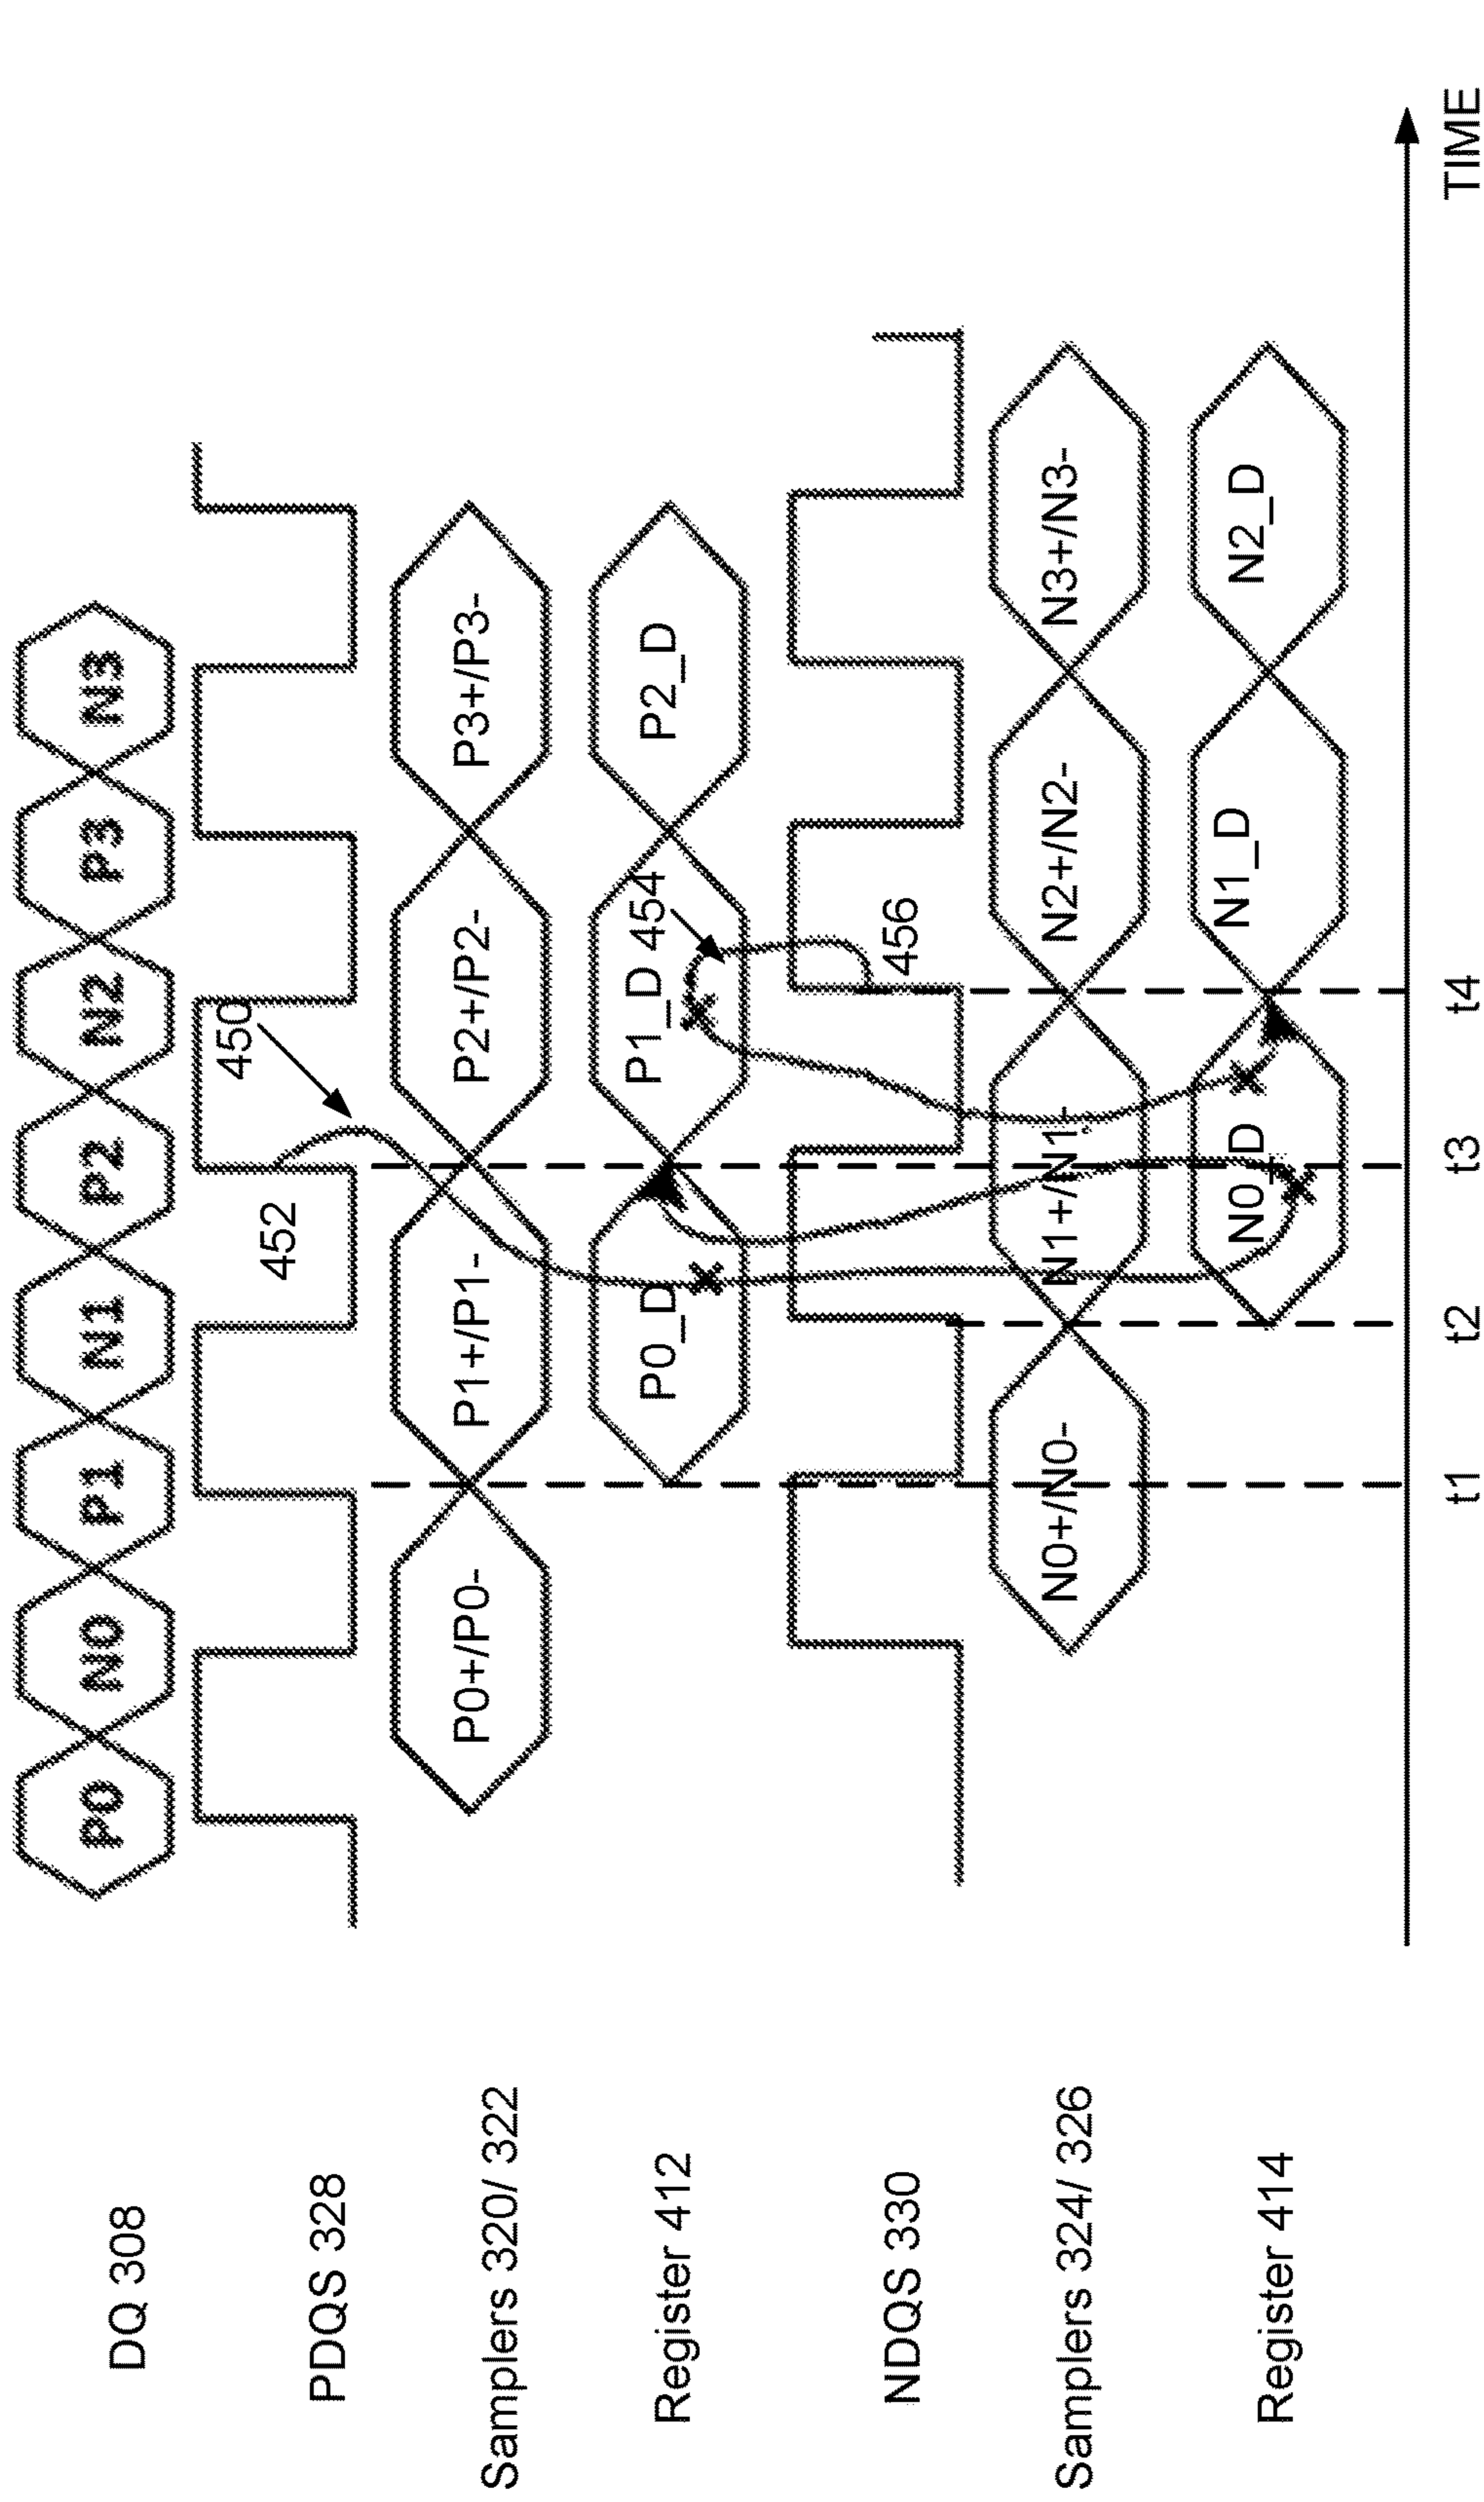 DQ 308
P0
N0
P1
N1
P2
N2
P3
N3
PDQS 328
452
450
Samplers 320/ 322
P0+/P0-
P1+/P1-
P2+/P2-
P3+/P3-
Register 412
P0_D
P1_D
454
P2_D
NDQS 330
456
Samplers 324/ 326
N0+/N0-
N1+/N1-
N2+/N2-
N3+/N3-
Register 414
N0_D
N1_D
N2_D
t1
t2
t3
t4
TIME